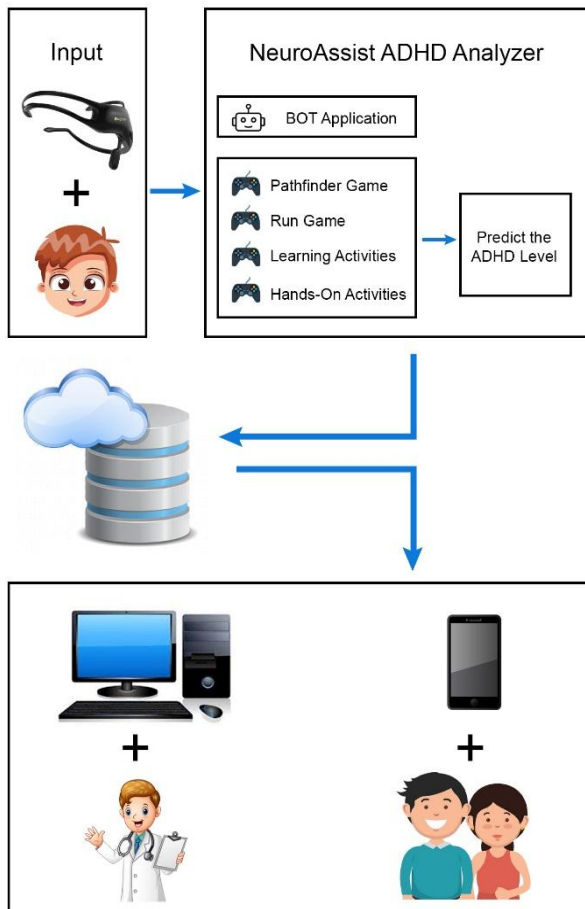 Input
NeuroAssist ADHD Analyzer
BOT Application
Pathfinder Game
Run Game
Learning Activities
Hands-On Activities
Predict the
ADHD Level